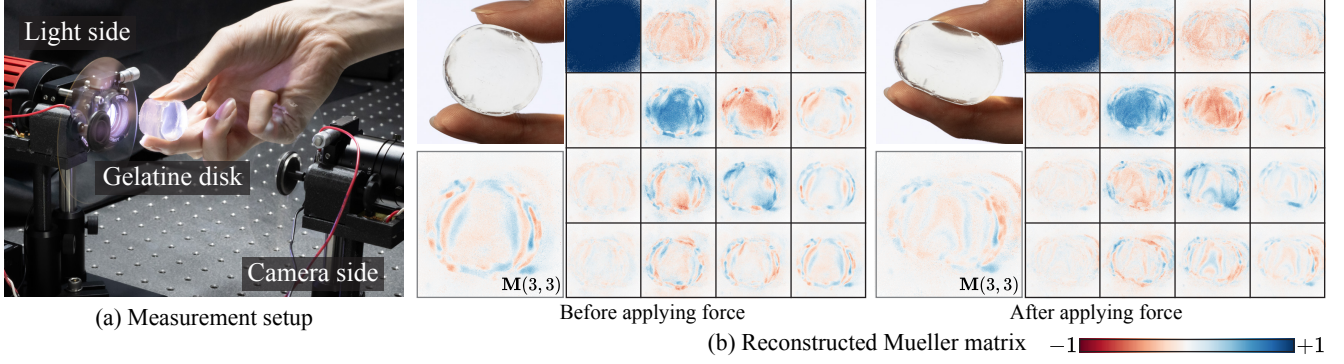 Light side
Gelatine disk
Camera side
(a) Measurement setup
M(3, 3)
Before applying force
M(3, 3)
After applying force
(b) Reconstructed Mueller matrix
−1
+1